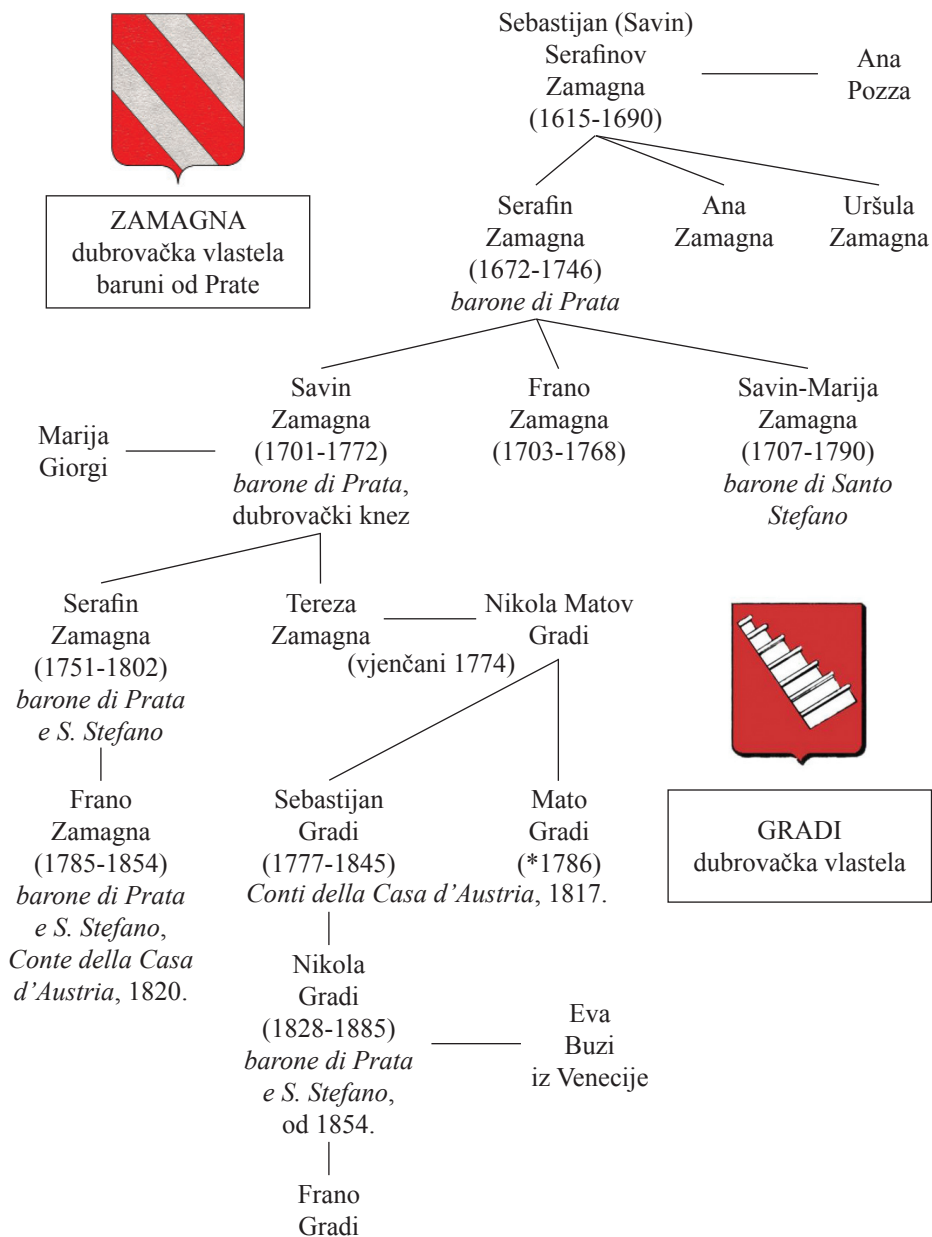 Sebastijan (Savin)
Serafinov
Zamagna
(1615-1690)
Ana
Pozza
ZAMAGNA
dubrovačka vlastela
baruni od Prate
Serafin
Zamagna
(1672-1746)
barone di Prata
Ana
Zamagna
Uršula
Zamagna
Marija
Giorgi
Savin
Zamagna
(1701-1772)
barone di Prata,
dubrovački knez
Frano
Zamagna
(1703-1768)
Savin-Marija
Zamagna
(1707-1790)
barone di Santo
Stefano
Serafin
Zamagna
(1751-1802)
barone di Prata
e S. Stefano
Tereza
Zamagna
(vjenčani 1774)
Nikola Matov
Gradi
Frano
Zamagna
(1785-1854)
barone di Prata
e S. Stefano,
Conte della Casa
d'Austria, 1820.
Sebastijan
Gradi
(1777-1845)
Mato
Gradi
(*1786)
Conti della Casa d'Austria, 1817.
GRADI
dubrovačka vlastela
Nikola
Gradi
(1828-1885)
barone di Prata
e S. Stefano,
od 1854.
Eva
Buzi
iz Venecije
Frano
Gradi